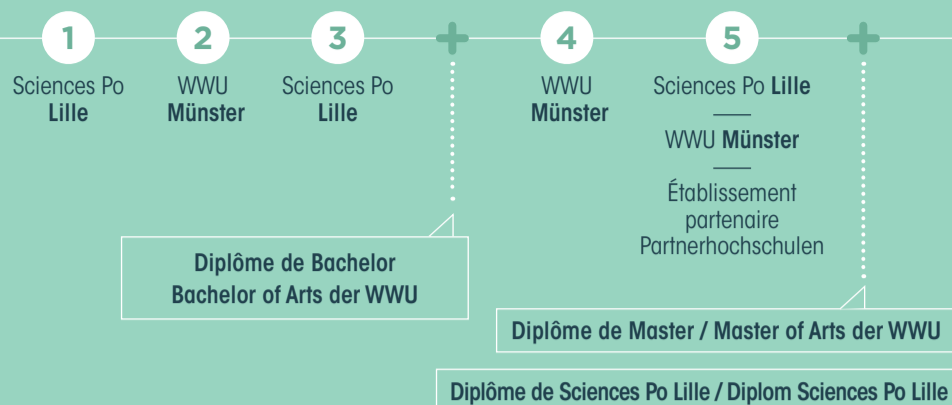 1
2
3
4
5
Sciences Po
Lille
WWU
Münster
Sciences Po
Lille
WWU
Münster
Sciences Po Lille
WWU Münster
Établissement
partenaire
Partnerhochschulen
Diplôme de Bachelor
Bachelor of Arts der WWU
Diplôme de Master / Master of Arts der WWU
Diplôme de Sciences Po Lille / Diplom Sciences Po Lille